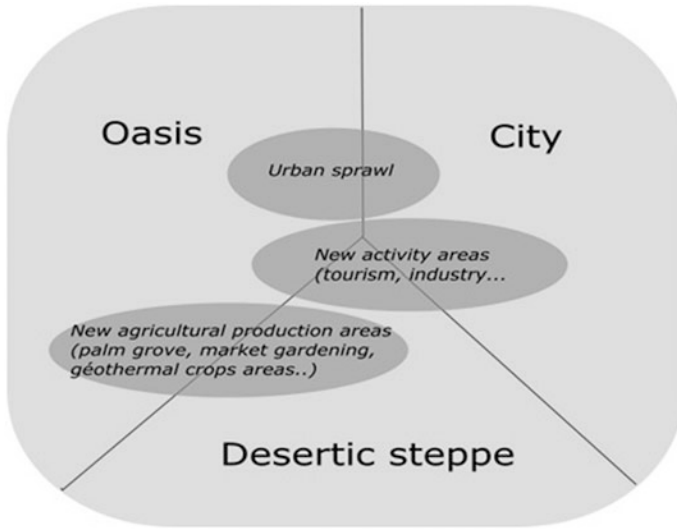 Oasis
City
Urban sprawl
New activity areas
(tourism, industry...
New agricultural production areas
(palm grove, market gardening,
géothermal crops areas..)
Desertic steppe